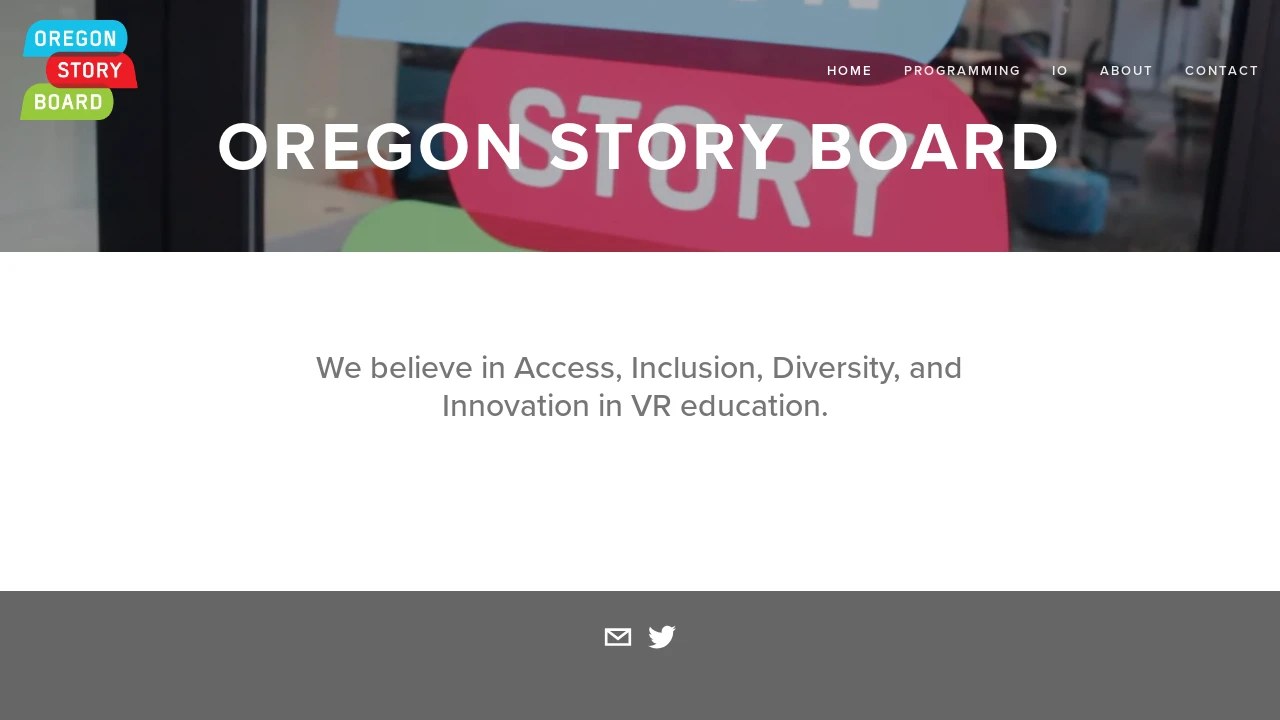 OREGON
STORY
BOARD
HOME PROGRAMMING IO ABOUT CONTACT
OREGON STORY BOARD
STORY
We believe in Access, Inclusion, Diversity, and
Innovation in VR education.